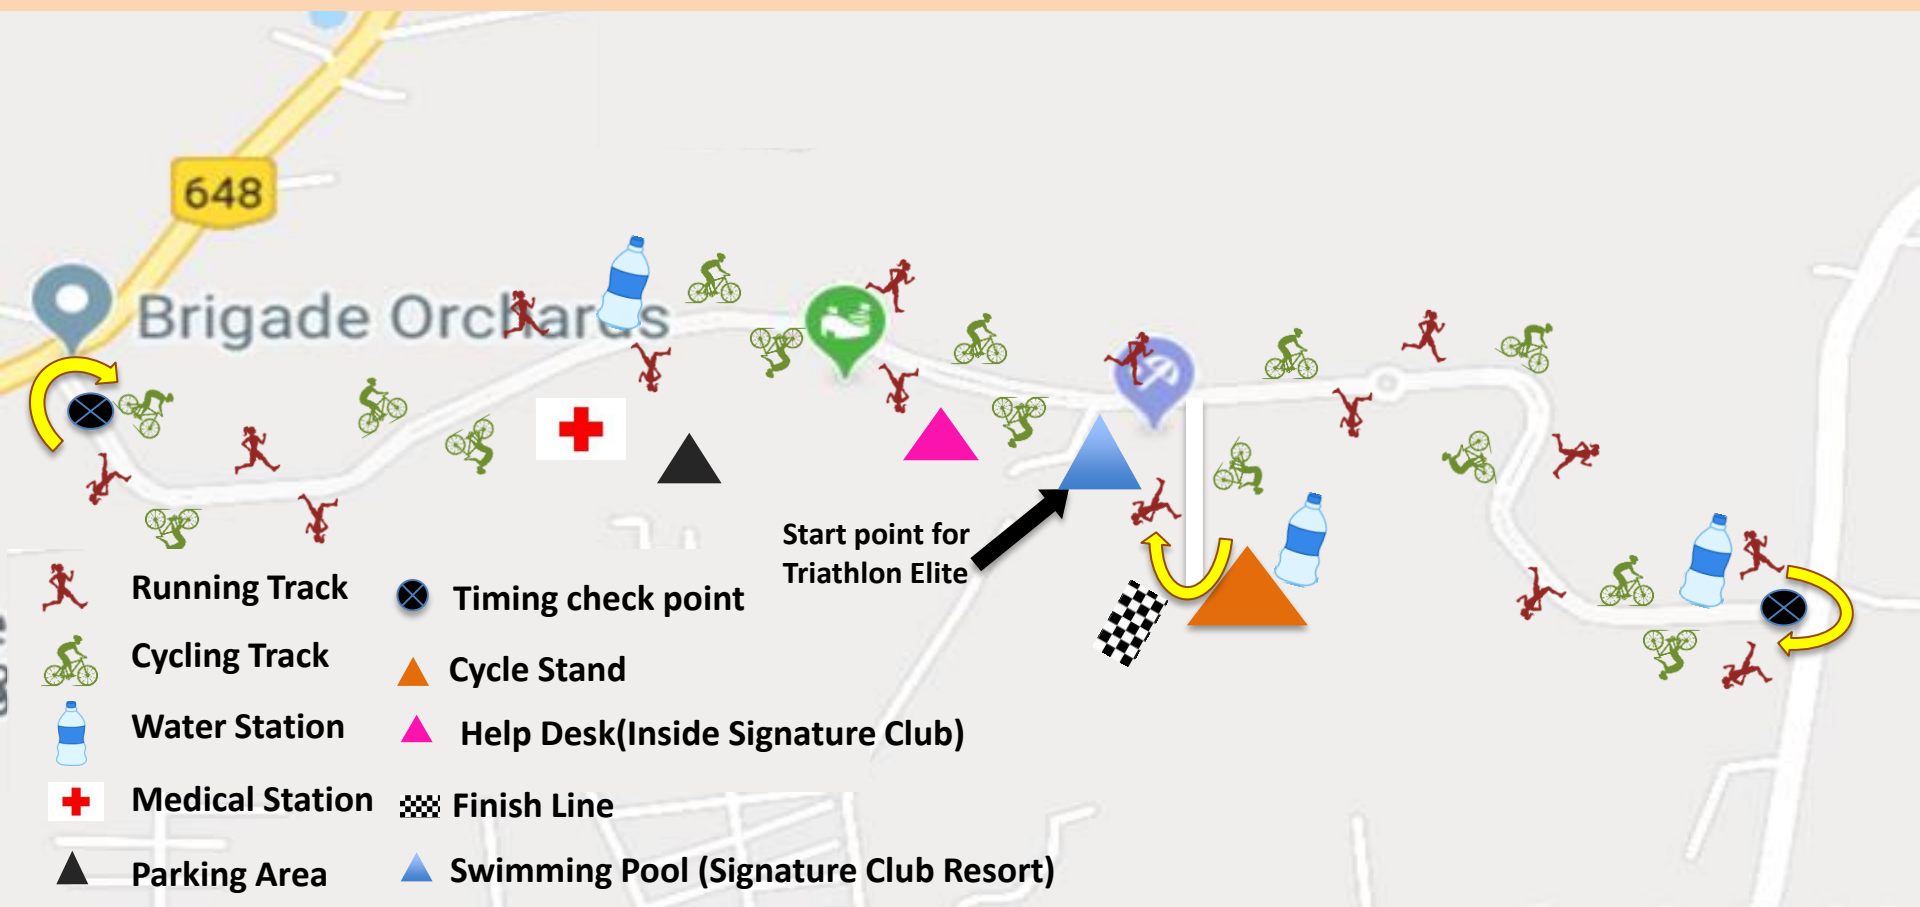 648
Brigade Orchards
Start point for
Triathlon Elite
Running Track
Timing check point
Cycling Track
Cycle Stand
Water Station
Help Desk(Inside Signature Club)
Medical Station
Finish Line
Parking Area
Swimming Pool (Signature Club Resort)